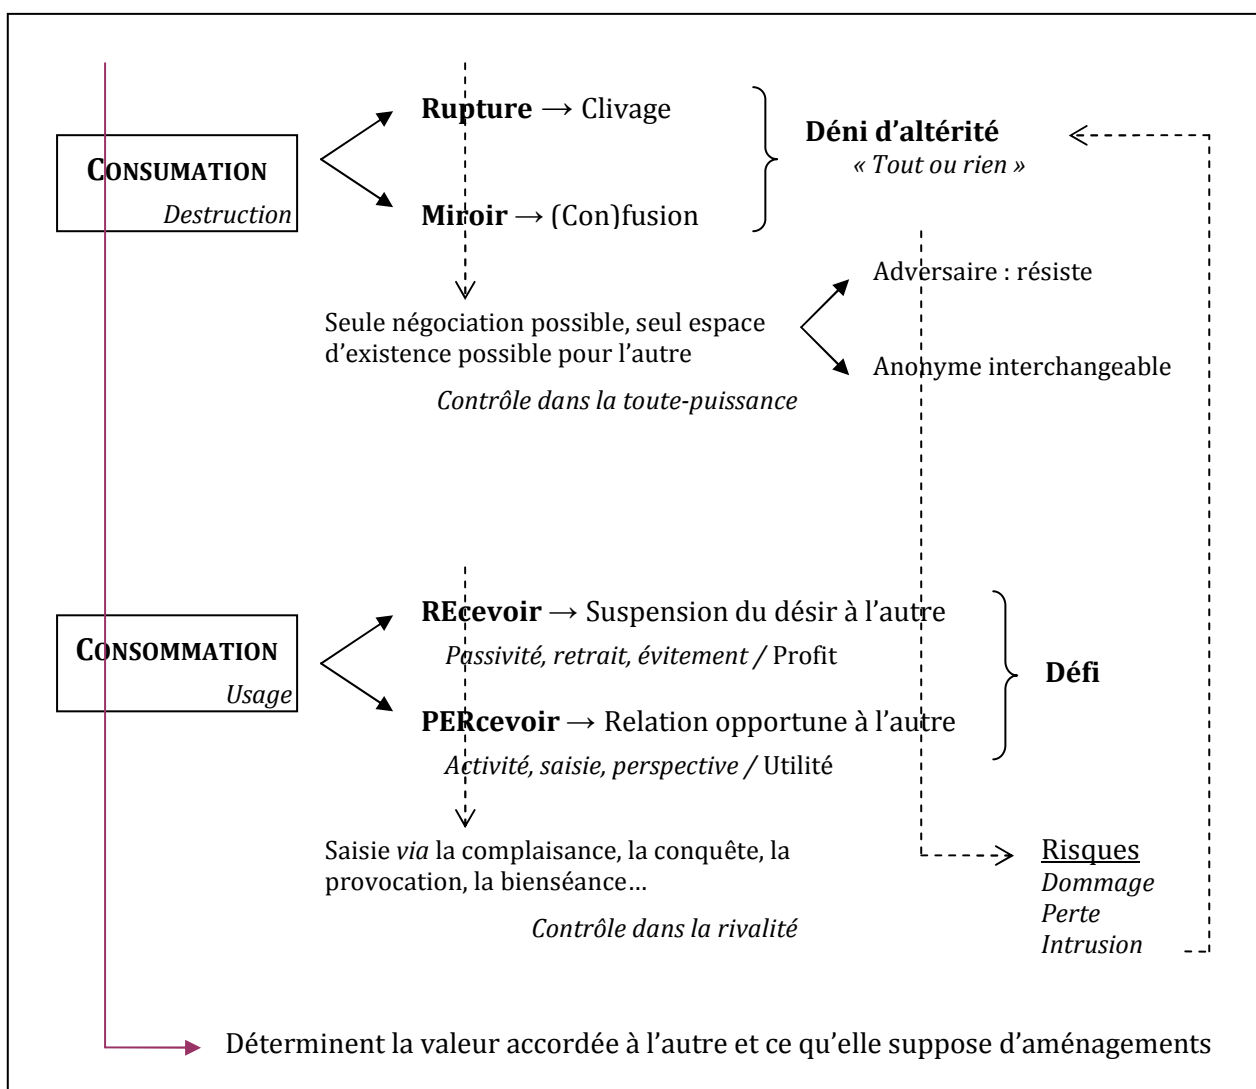 Rupture → Clivage
CONSUMATION
Destruction
Déni d’altérité
« Tout ou rien »
Miroir → (Con)fusion
Adversaire : résiste
Seule négociation possible, seul espace
d’existence possible pour l’autre
Anonyme interchangeable
Contrôle dans la toute-puissance
REcevoir → Suspension du désir à l’autre
Passivité, retrait, évitement / Profit
CONSOMMATION
Usage
Défi
PERcevoir → Relation opportune à l’autre
Activité, saisie, perspective / Utilité
Saisie via la complaisance, la conquête, la
provocation, la bienséance…
Contrôle dans la rivalité
Risques
Dommage
Perte
Intrusion
Déterminent la valeur accordée à l’autre et ce qu’elle suppose d’aménagements